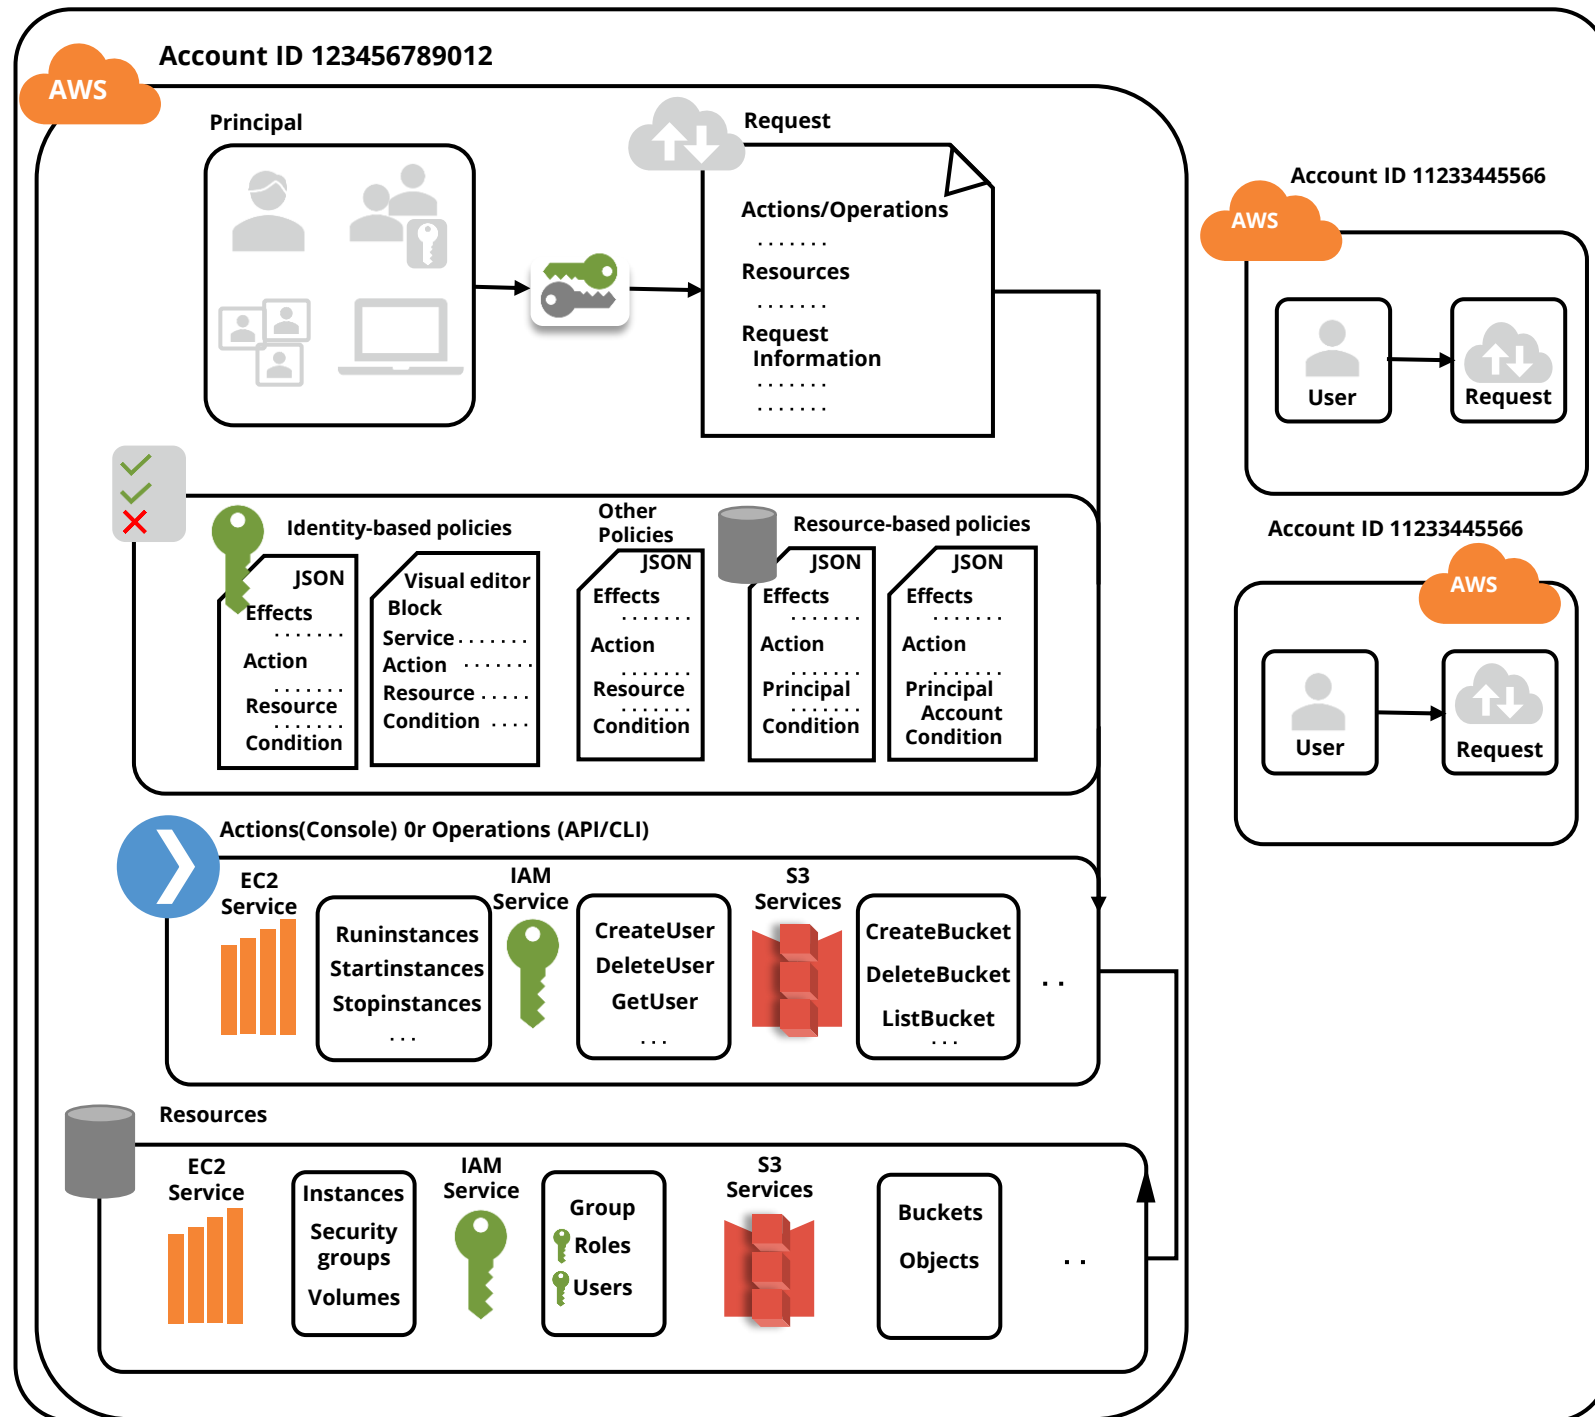 Account ID 123456789012
AWS
Principal
Request
Actions/Operations
. . . . . . .
Resources
. . . . . . .
Request
Information
. . . . . . .
. . . . . . .
Account ID 11233445566
AWS
User
Request
Account ID 11233445566
AWS
User
Request
Identity-based policies
JSON
Effects
. . . . . . .
Action
. . . . . . .
Resource
. . . . . . .
Condition
Visual editor
Block
Service . . . . . . .
Action . . . . . . .
Resource . . . . .
Condition . . . .
Other
Policies
JSON
Effects
. . . . . . .
Action
. . . . . . .
Resource
. . . . . . .
Condition
Resource-based policies
JSON
Effects
. . . . . . .
Action
. . . . . . .
Principal
. . . . . . .
Condition
JSON
Effects
. . . . . . .
Action
. . . . . . .
Principal
Account
Condition
Actions(Console) 0r Operations (API/CLI)
EC2
Service
Runinstances
Startinstances
Stopinstances
. . .
IAM
Service
CreateUser
DeleteUser
GetUser
. . .
S3
Services
CreateBucket
DeleteBucket
ListBucket
. . .
. .
Resources
EC2
Service
Instances
Security
groups
Volumes
IAM
Service
Group
Roles
Users
S3
Services
Buckets
Objects
. .